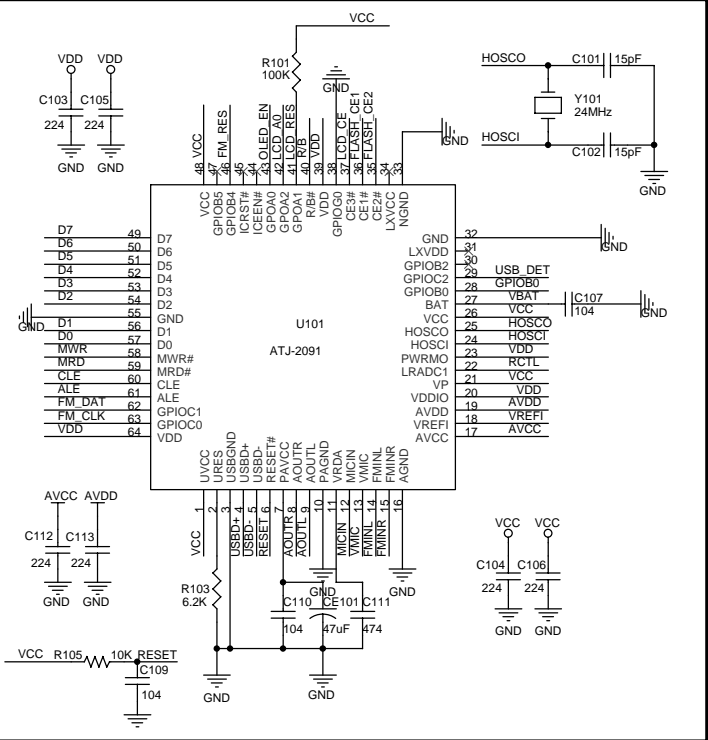 VCC
R101
100K
GND
HOSCO
C101 15pF
Y101
24MHz
HOSCI
C102 15pF
GND
VDD VDD
C103 C105
224 224
GND GND
VCC
FM_RES
OLED_EN
LCD_A0
LCD_RES
R/B
VDD
LCD_CE
FLASH_CE1
FLASH_CE2
GND
48 47 46 45 44 43 42 41 40 39 38 37 36 35 34 33
VCC
GPIOB5
GPIOB4
ICRST#
ICEEN#
GPOA0
GPOA2
GPOA1
R/B#
VDD
GPIOG0
CE3#
CE1#
CE2#
LXVCC
NGND
D7 49 D7
D6 50 D6
D5 51 D5
D4 52 D4
D3 53 D3
D2 54 D2
GND 55 GND
D1 56 D1
D0 57 D0
MWR 58 MWR#
MRD 59 MRD#
CLE 60 CLE
ALE 61 ALE
FM_DAT 62 GPIOC1
FM_CLK 63 GPIOC0
VDD 64 VDD
U101
ATJ-2091
GND 32 GND
LXVDD 31
GPIOB2 30
GPIOC2 29 USB_DET
GPIOB0 28 GPIOB0
BAT 27 VBAT
C107
104
GND
VCC 26 VCC
HOSCO 25 HOSCO
HOSCI 24 HOSCI
PWRMO 23 VDD
LRADC1 22 RCTL
VP 21 VCC
VDDIO 20 VDD
AVDD 19 AVDD
VREFI 18 VREFI
AVCC 17 AVCC
UVCC
URES
USBGND
USBD+
USBD-
RESET#
PAVCC
AOUTR
AOUTL
PAGND
VRDA
MICIN
VMIC
FMINL
FMINR
AGND
1 2 3 4 5 6 7 8 9 10 11 12 13 14 15 16
VCC
USBD+
USBD-
RESET
AOUTR
AOUTL
MICIN
VMIC
FMINL
FMINR
GND
GND
AVCC AVDD
C112 C113
224 224
GND GND
R103
6.2K
C110
104
CE101
47uF
C111
474
GND
GND
VCC VCC
C104 C106
224 224
GND GND
VCC R105 10K RESET
C109
104